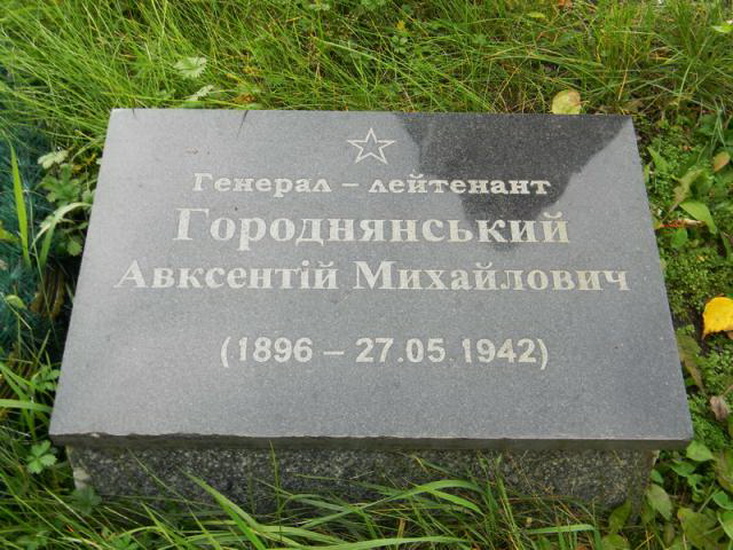 Генерал – лейтенант
Городнянський
Авксентій Михайлович
(1896 – 27.05.1942)